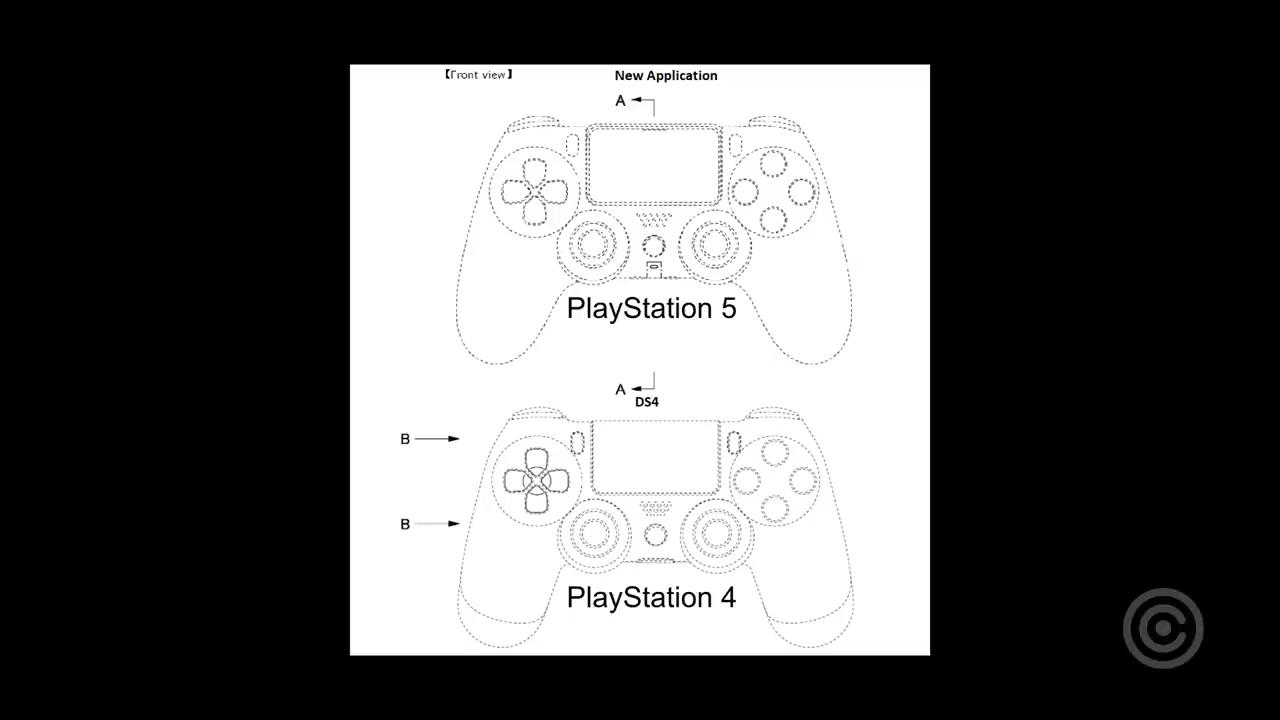 【Front view】 New Application
A
PlayStation 5
A
DS4
B
B
PlayStation 4